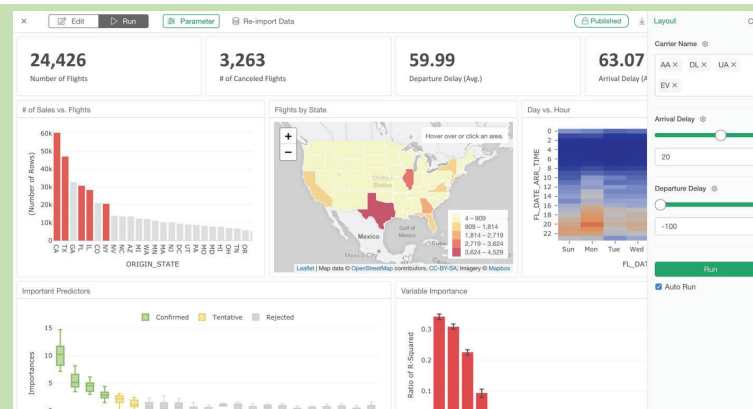 × Edit Run Parameter Re-import Data Published Layout
24,426
Number of Flights
3,263
# of Canceled Flights
59.99
Departure Delay (Avg.)
63.07
Arrival Delay (A
Carrier Name
AA × DL × UA ×
EV ×
Arrival Delay
20
Departure Delay
-100
Run
Auto Run
# of Sales vs. Flights
(Number of Rows)
60k
50k
40k
30k
20k
10k
0
CA TX GA FL IL CO NY NV NC AZ MI WA MN MA DC UT PA MO MD HI OH TN OR
ORIGIN_STATE
Flights by State
+
−
Hover over or click an area.
United States
Mexico
Gulf of Mexico
Mexico City
Cuba
4 – 909
909 – 1,814
1,814 – 2,719
2,719 – 3,624
3,624 – 4,529
Leaflet | Map data © OpenStreetMap contributors, CC-BY-SA, Imagery © Mapbox
Day vs. Hour
FL_DATE_ARR_TIME
0
2
4
6
8
10
12
14
16
18
20
22
Sun Mon Tue Wed
FL_DAT
Important Predictors
Confirmed Tentative Rejected
Importances
15
10
5
Variable Importance
Ratio of R-Squared
0.3
0.2
0.1